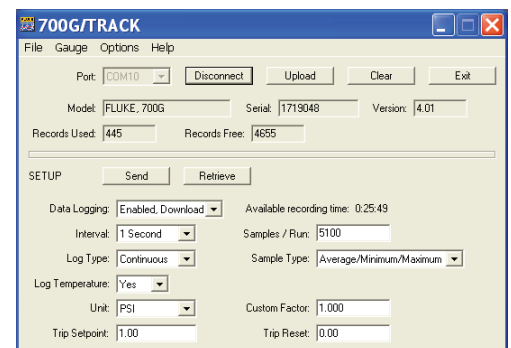 700G/TRACK
File Gauge Options Help
Port: COM10 Disconnect Upload Clear Exit
Model: FLUKE, 700G Serial: 1719048 Version: 4.01
Records Used: 445 Records Free: 4655
SETUP Send Retrieve
Data Logging: Enabled, Download Available recording time: 0:25:49
Interval: 1 Second Samples / Run: 5100
Log Type: Continuous Sample Type: Average/Minimum/Maximum
Log Temperature: Yes
Unit: PSI Custom Factor: 1.000
Trip Setpoint: 1.00 Trip Reset: 0.00